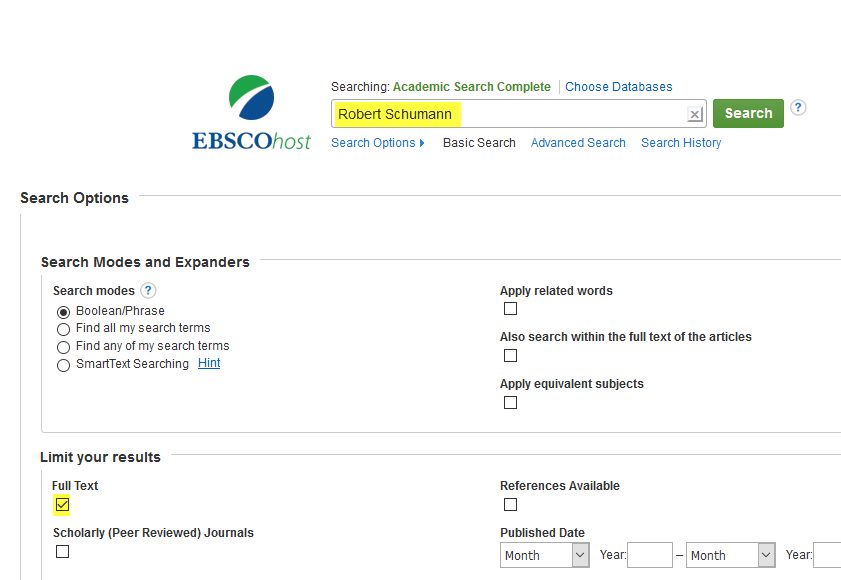 Searching: Academic Search Complete Choose Databases
Robert Schumann
Search ?
EBSCOhost
Search Options Basic Search Advanced Search Search History
Search Options
Search Modes and Expanders
Search modes ?
Boolean/Phrase
Find all my search terms
Find any of my search terms
SmartText Searching Hint
Apply related words
Also search within the full text of the articles
Apply equivalent subjects
Limit your results
Full Text
Scholarly (Peer Reviewed) Journals
References Available
Published Date
Month Year: – Month Year: